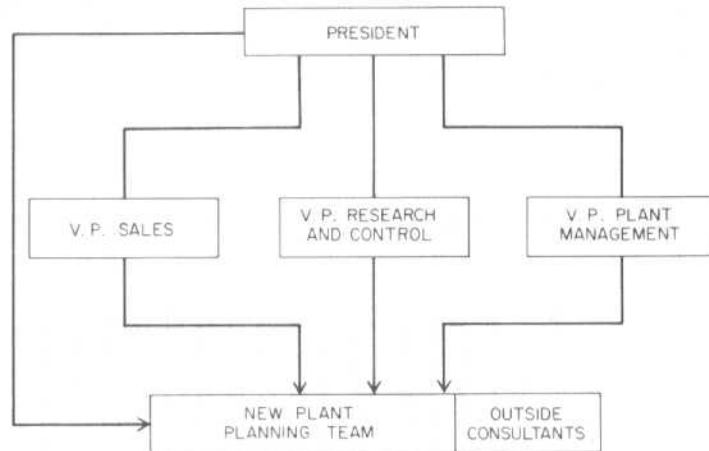 PRESIDENT
V. P. SALES
V. P. RESEARCH
AND CONTROL
V. P. PLANT
MANAGEMENT
NEW PLANT
PLANNING TEAM
OUTSIDE
CONSULTANTS